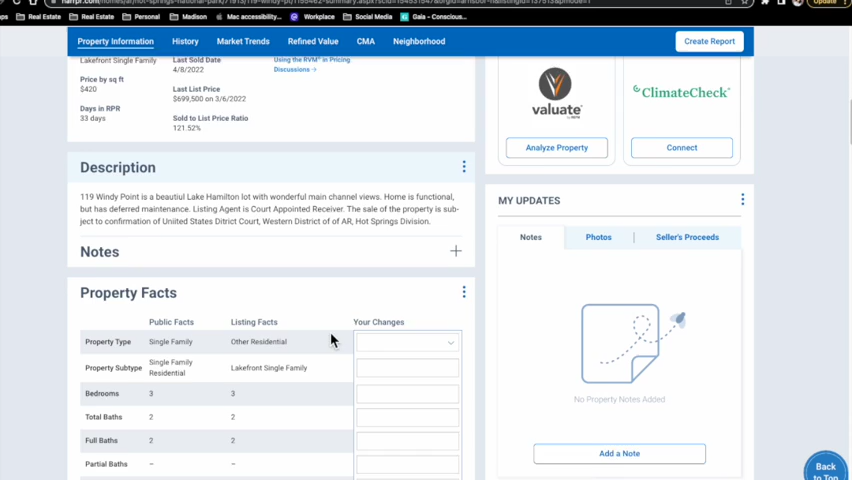 Update
Real Estate
Real Estate
Personal
Madison
Mac accessibility...
Workplace
Social Media
Gaia - Conscious...
Property Information
History
Market Trends
Refined Value
CMA
Neighborhood
Create Report
Lakefront Single Family
Price by sq ft
$420
Days in RPR
33 days
Last Sold Date
4/8/2022
Last List Price
$699,500 on 3/6/2022
Sold to List Price Ratio
121.52%
Using the RVM® in Pricing
Discussions →
valuate
Analyze Property
ClimateCheck
Connect
Description
119 Windy Point is a beautiul Lake Hamilton lot with wonderful main channel views. Home is functional,
but has deferred maintenance. Listing Agent is Court Appointed Receiver. The sale of the property is sub-
ject to confirmation of Uniited States Ditrict Court, Western District of of AR, Hot Springs Division.
Notes
Property Facts
Public Facts
Listing Facts
Your Changes
Property Type
Single Family
Other Residential
Property Subtype
Single Family
Residential
Lakefront Single Family
Bedrooms
3
3
Total Baths
2
2
Full Baths
2
2
Partial Baths
–
–
MY UPDATES
Notes
Photos
Seller's Proceeds
No Property Notes Added
Add a Note
Back
to Top